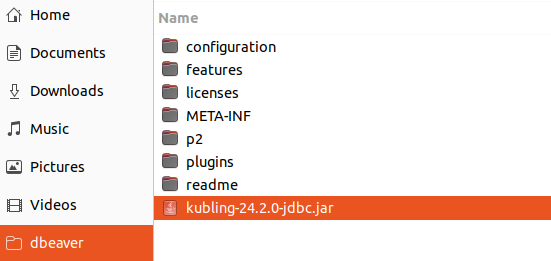 Home
Documents
Downloads
Music
Pictures
Videos
dbeaver
Name
configuration
features
licenses
META-INF
p2
plugins
readme
kubling-24.2.0-jdbc.jar